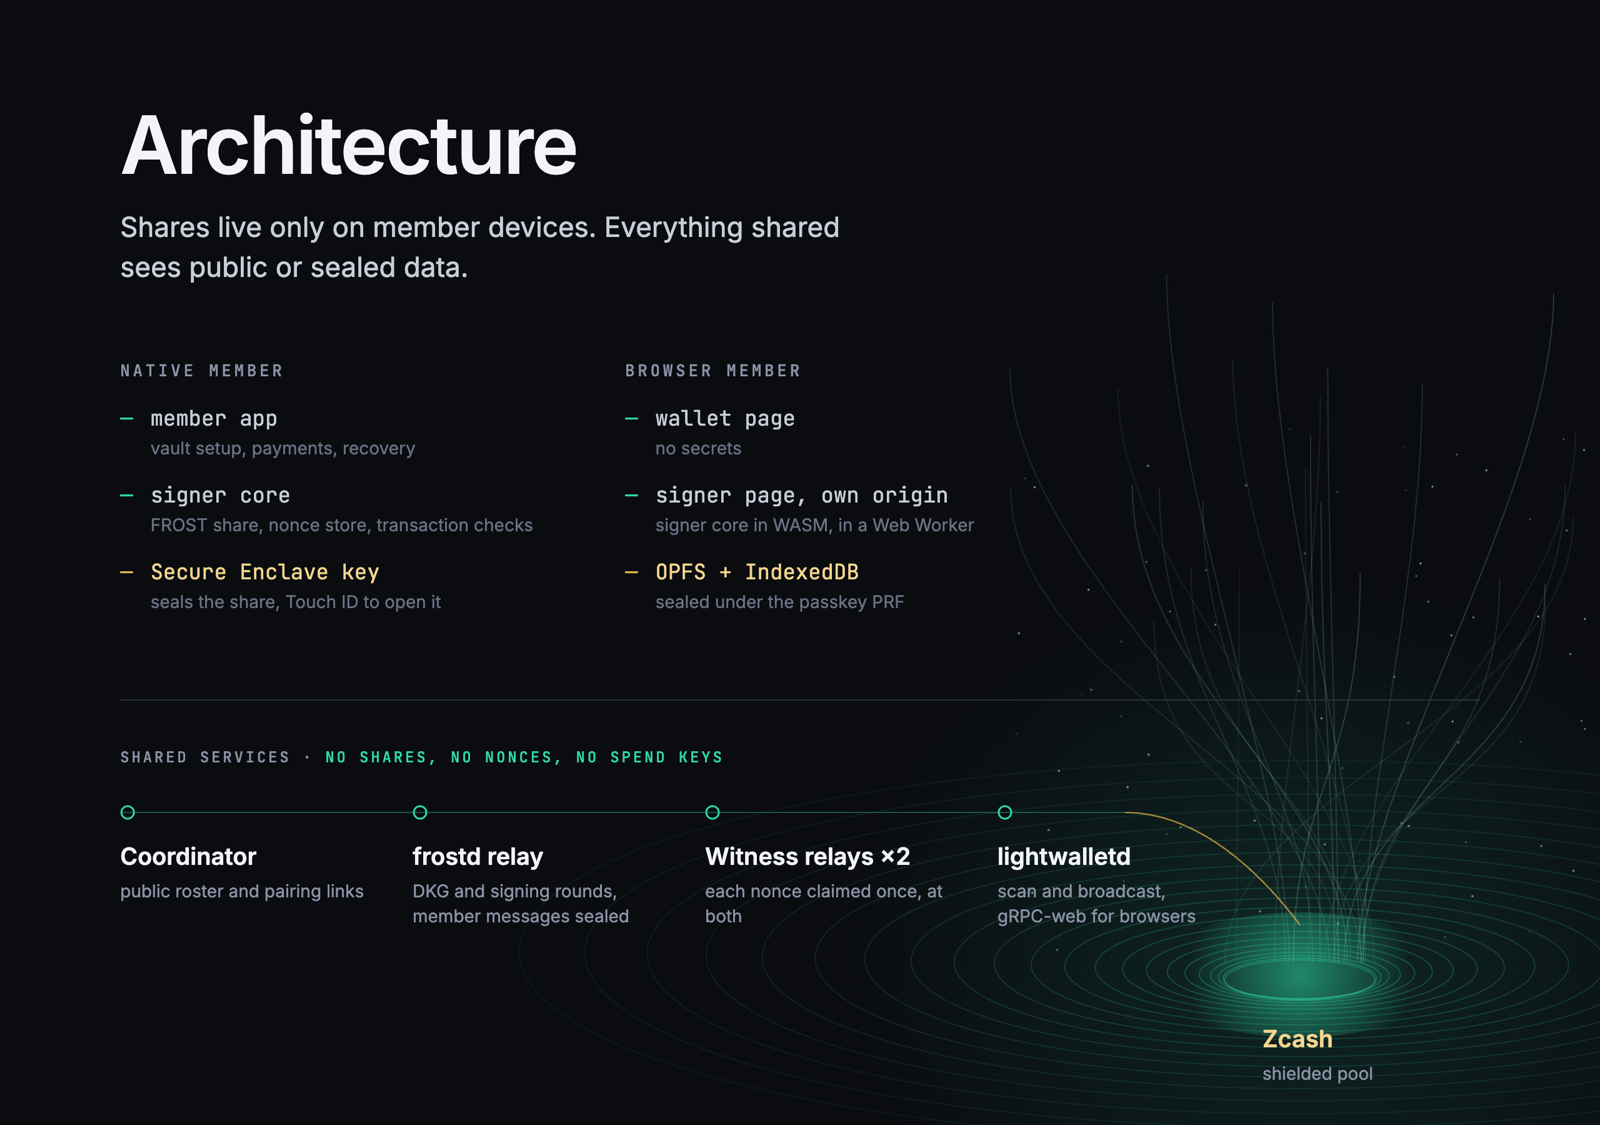 Architecture
Shares live only on member devices. Everything shared
sees public or sealed data.
NATIVE MEMBER
— member app
vault setup, payments, recovery
— signer core
FROST share, nonce store, transaction checks
— Secure Enclave key
seals the share, Touch ID to open it
BROWSER MEMBER
— wallet page
no secrets
— signer page, own origin
signer core in WASM, in a Web Worker
— OPFS + IndexedDB
sealed under the passkey PRF
SHARED SERVICES · NO SHARES, NO NONCES, NO SPEND KEYS
Coordinator
public roster and pairing links
frostd relay
DKG and signing rounds,
member messages sealed
Witness relays ×2
each nonce claimed once, at
both
lightwalletd
scan and broadcast,
gRPC-web for browsers
Zcash
shielded pool